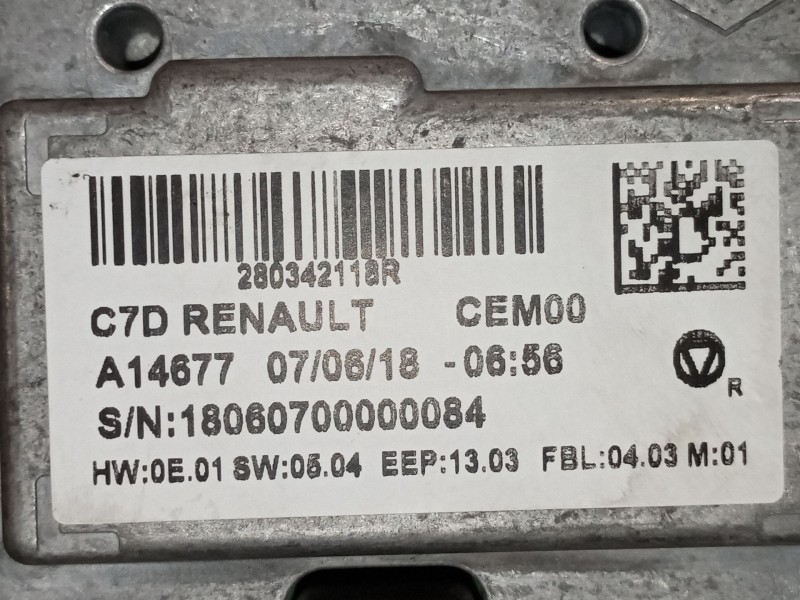 280342118R
C7D RENAULT CEM00
A14677 07/06/18 -06:56
S/N:18060700000084
R
HW:0E.01 SW:05.04 EEP:13.03 FBL:04.03 M:01